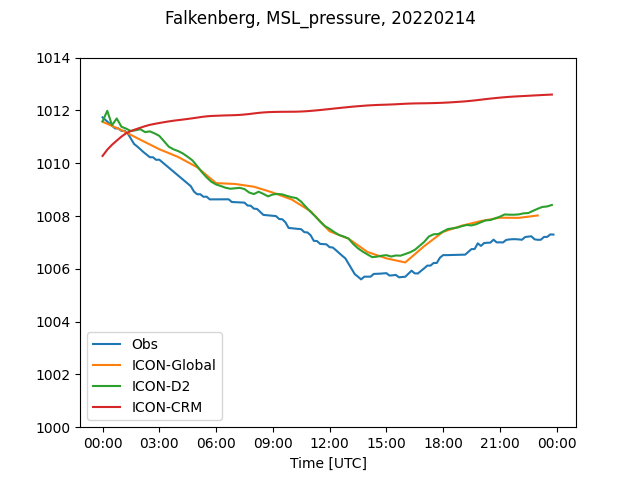 Falkenberg, MSL_pressure, 20220214
1014
1012
1010
1008
1006
1004
1002
1000
Obs
ICON-Global
ICON-D2
ICON-CRM
00:00 03:00 06:00 09:00 12:00 15:00 18:00 21:00 00:00
Time [UTC]